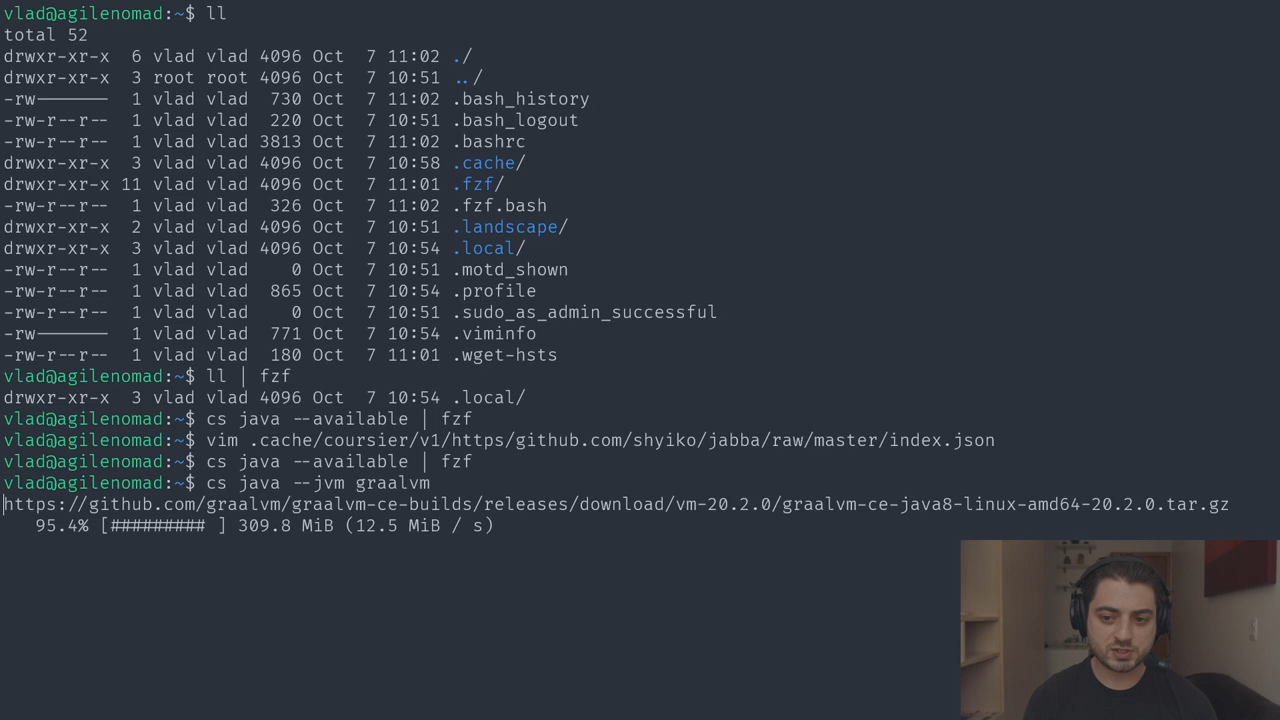 vlad@agilenomad:~$ ll
total 52
drwxr-xr-x  6 vlad vlad 4096 Oct  7 11:02 ./
drwxr-xr-x  3 root root 4096 Oct  7 10:51 ../
-rw-------  1 vlad vlad  730 Oct  7 11:02 .bash_history
-rw-r--r--  1 vlad vlad  220 Oct  7 10:51 .bash_logout
-rw-r--r--  1 vlad vlad 3813 Oct  7 11:02 .bashrc
drwxr-xr-x  3 vlad vlad 4096 Oct  7 10:58 .cache/
drwxr-xr-x 11 vlad vlad 4096 Oct  7 11:01 .fzf/
-rw-r--r--  1 vlad vlad  326 Oct  7 11:02 .fzf.bash
drwxr-xr-x  2 vlad vlad 4096 Oct  7 10:51 .landscape/
drwxr-xr-x  3 vlad vlad 4096 Oct  7 10:54 .local/
-rw-r--r--  1 vlad vlad    0 Oct  7 10:51 .motd_shown
-rw-r--r--  1 vlad vlad  865 Oct  7 10:54 .profile
-rw-r--r--  1 vlad vlad    0 Oct  7 10:51 .sudo_as_admin_successful
-rw-------  1 vlad vlad  771 Oct  7 10:54 .viminfo
-rw-r--r--  1 vlad vlad  180 Oct  7 11:01 .wget-hsts
vlad@agilenomad:~$ ll | fzf
drwxr-xr-x  3 vlad vlad 4096 Oct  7 10:54 .local/
vlad@agilenomad:~$ cs java --available | fzf
vlad@agilenomad:~$ vim .cache/coursier/v1/https/github.com/shyiko/jabba/raw/master/index.json
vlad@agilenomad:~$ cs java --available | fzf
vlad@agilenomad:~$ cs java --jvm graalvm
https://github.com/graalvm/graalvm-ce-builds/releases/download/vm-20.2.0/graalvm-ce-java8-linux-amd64-20.2.0.tar.gz
   95.4% [######### ] 309.8 MiB (12.5 MiB / s)